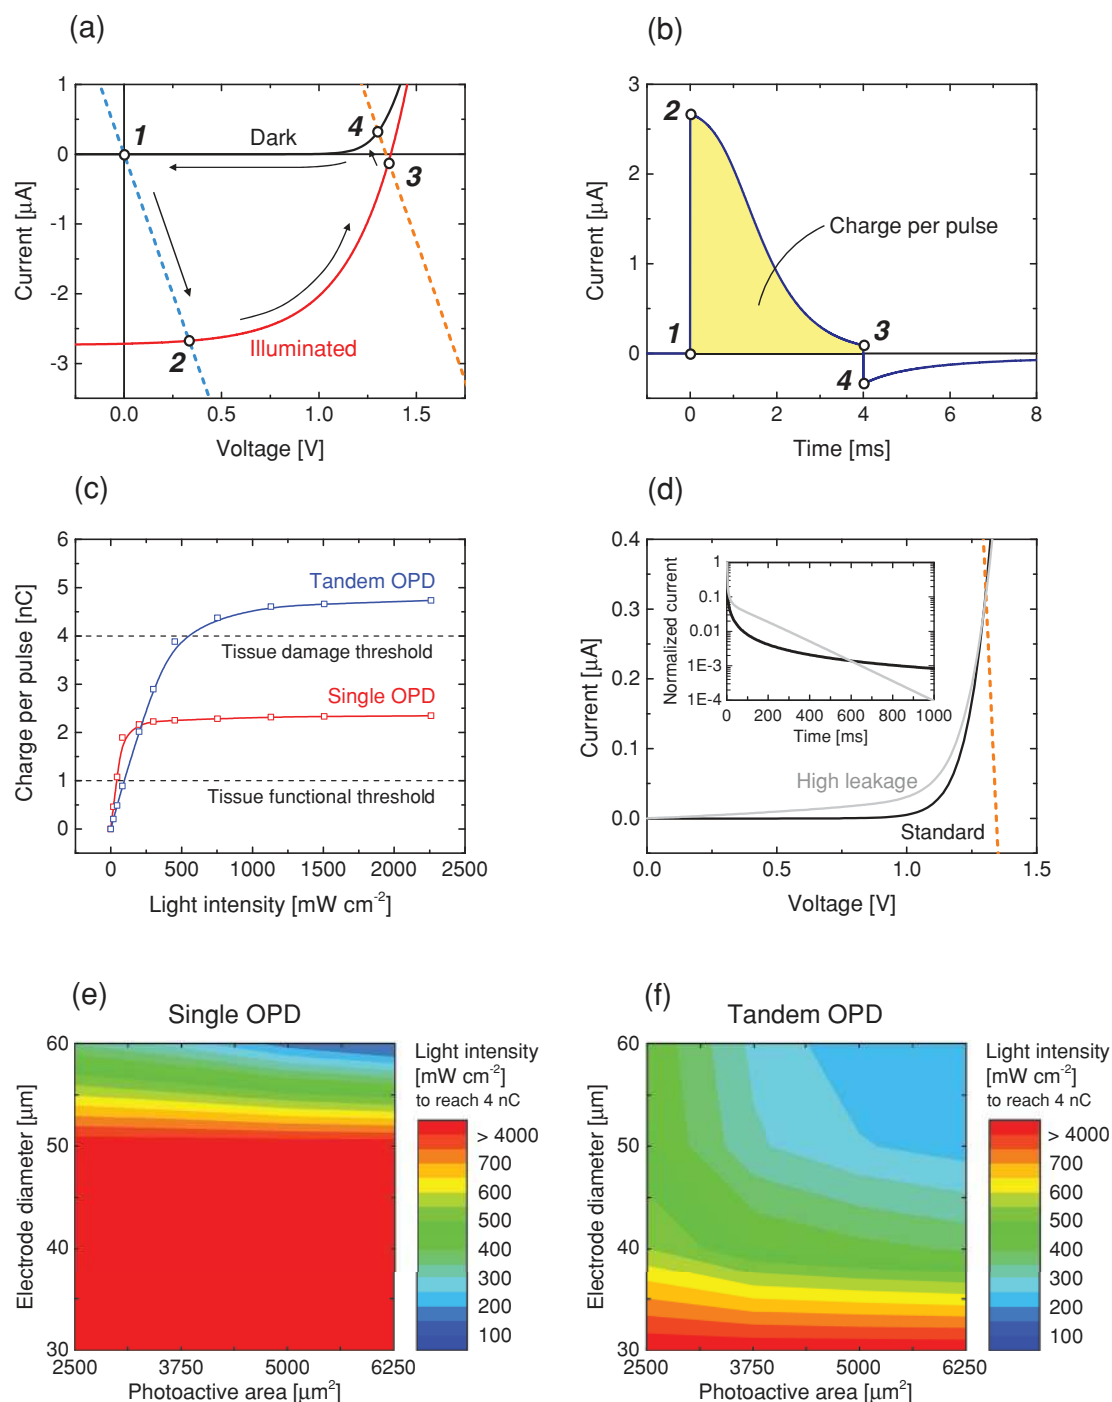 (a)
Current [μA]
1
0
-1
-2
-3
Dark
Illuminated
1
2
3
4
0.0 0.5 1.0 1.5
Voltage [V]
(b)
Current [μA]
3
2
1
0
Charge per pulse
1
2
3
4
0 2 4 6 8
Time [ms]
(c)
Charge per pulse [nC]
6
5
4
3
2
1
0
Tandem OPD
Tissue damage threshold
Single OPD
Tissue functional threshold
0 500 1000 1500 2000 2500
Light intensity [mW cm⁻²]
(d)
Current [μA]
0.4
0.3
0.2
0.1
0.0
Normalized current
1
0.1
0.01
1E-3
1E-4
0 200 400 600 800 1000
Time [ms]
High leakage
Standard
0.0 0.5 1.0 1.5
Voltage [V]
(e)
Single OPD
Electrode diameter [μm]
60
50
40
30
2500 3750 5000 6250
Photoactive area [μm²]
Light intensity
[mW cm⁻²]
to reach 4 nC
> 4000
700
600
500
400
300
200
100
(f)
Tandem OPD
Electrode diameter [μm]
60
50
40
30
2500 3750 5000 6250
Photoactive area [μm²]
Light intensity
[mW cm⁻²]
to reach 4 nC
> 4000
700
600
500
400
300
200
100